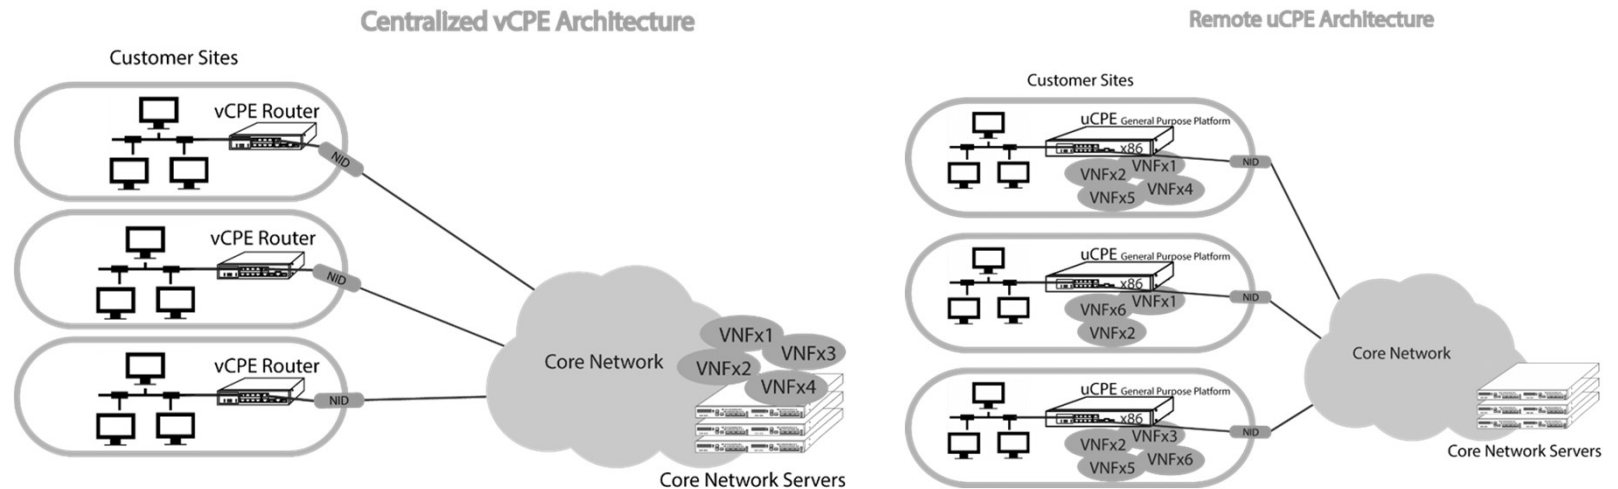 Centralized vCPE Architecture
Customer Sites
vCPE Router
NID
vCPE Router
NID
vCPE Router
NID
Core Network
VNFx1
VNFx3
VNFx2
VNFx4
Core Network Servers
Remote uCPE Architecture
Customer Sites
uCPE General Purpose Platform
x86
VNFx1
VNFx2
VNFx4
VNFx5
NID
uCPE General Purpose Platform
x86
VNFx1
VNFx6
VNFx2
NID
uCPE General Purpose Platform
x86
VNFx3
VNFx2
VNFx6
VNFx5
NID
Core Network
Core Network Servers